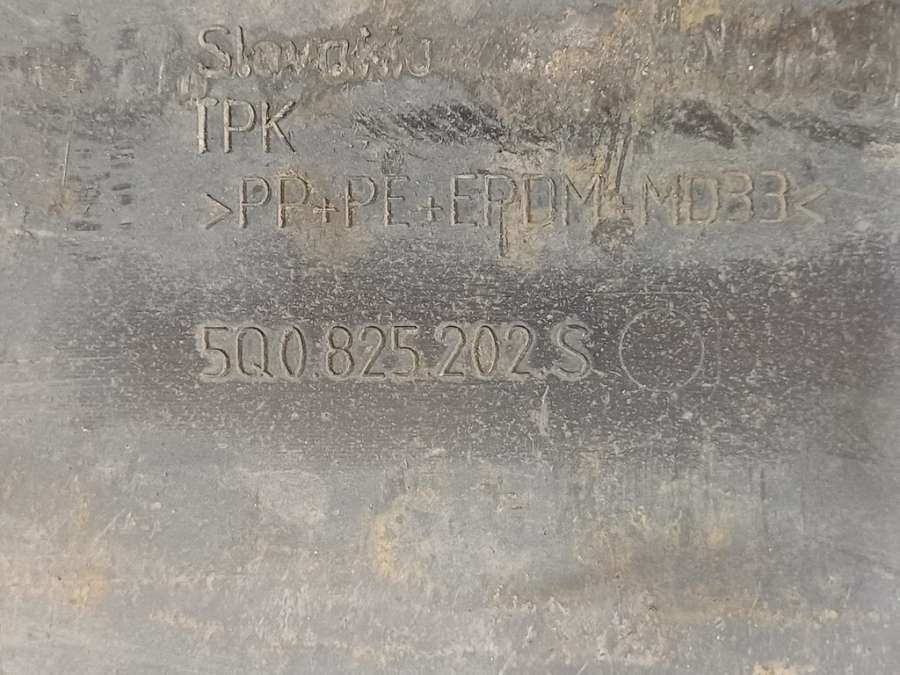 Slovakia
TPK
>PP+PE+EPDM-MD33<
5Q0.825.202.S